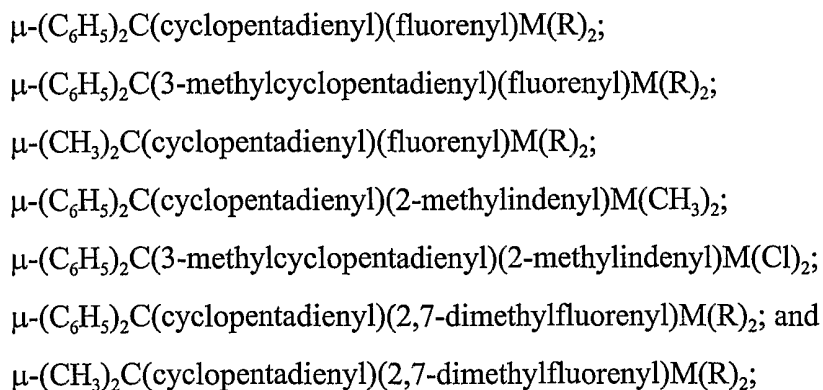 μ-(C₆H₅)₂C(cyclopentadienyl)(fluorenyl)M(R)₂;
μ-(C₆H₅)₂C(3-methylcyclopentadienyl)(fluorenyl)M(R)₂;
μ-(CH₃)₂C(cyclopentadienyl)(fluorenyl)M(R)₂;
μ-(C₆H₅)₂C(cyclopentadienyl)(2-methylindenyl)M(CH₃)₂;
μ-(C₆H₅)₂C(3-methylcyclopentadienyl)(2-methylindenyl)M(Cl)₂;
μ-(C₆H₅)₂C(cyclopentadienyl)(2,7-dimethylfluorenyl)M(R)₂; and
μ-(CH₃)₂C(cyclopentadienyl)(2,7-dimethylfluorenyl)M(R)₂;